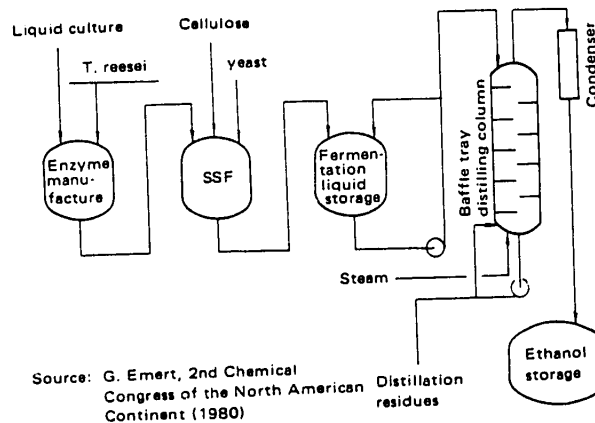 Liquid culture
T. reesei
Cellulose
yeast
Enzyme
manu-
facture
SSF
Fermen-
tation
liquid
storage
Baffle tray
distilling column
Condenser
Steam
Distillation
residues
Ethanol
storage
Source: G. Emert, 2nd Chemical
Congress of the North American
Continent (1980)